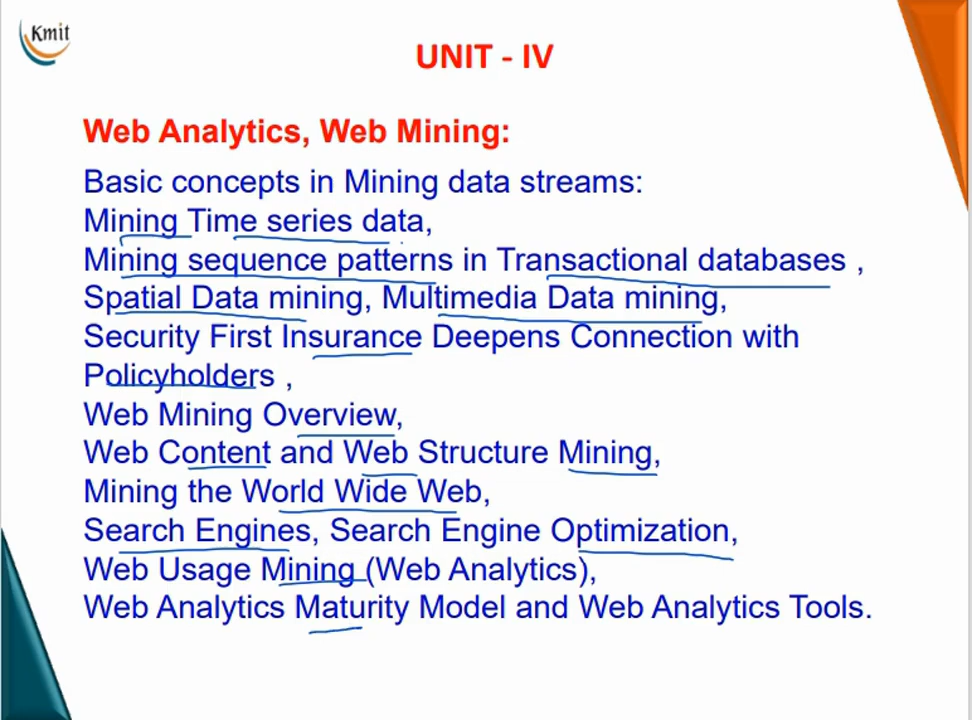 Kmit
UNIT - IV
Web Analytics, Web Mining:
Basic concepts in Mining data streams:
Mining Time series data,
Mining sequence patterns in Transactional databases ,
Spatial Data mining, Multimedia Data mining,
Security First Insurance Deepens Connection with
Policyholders ,
Web Mining Overview,
Web Content and Web Structure Mining,
Mining the World Wide Web,
Search Engines, Search Engine Optimization,
Web Usage Mining (Web Analytics),
Web Analytics Maturity Model and Web Analytics Tools.